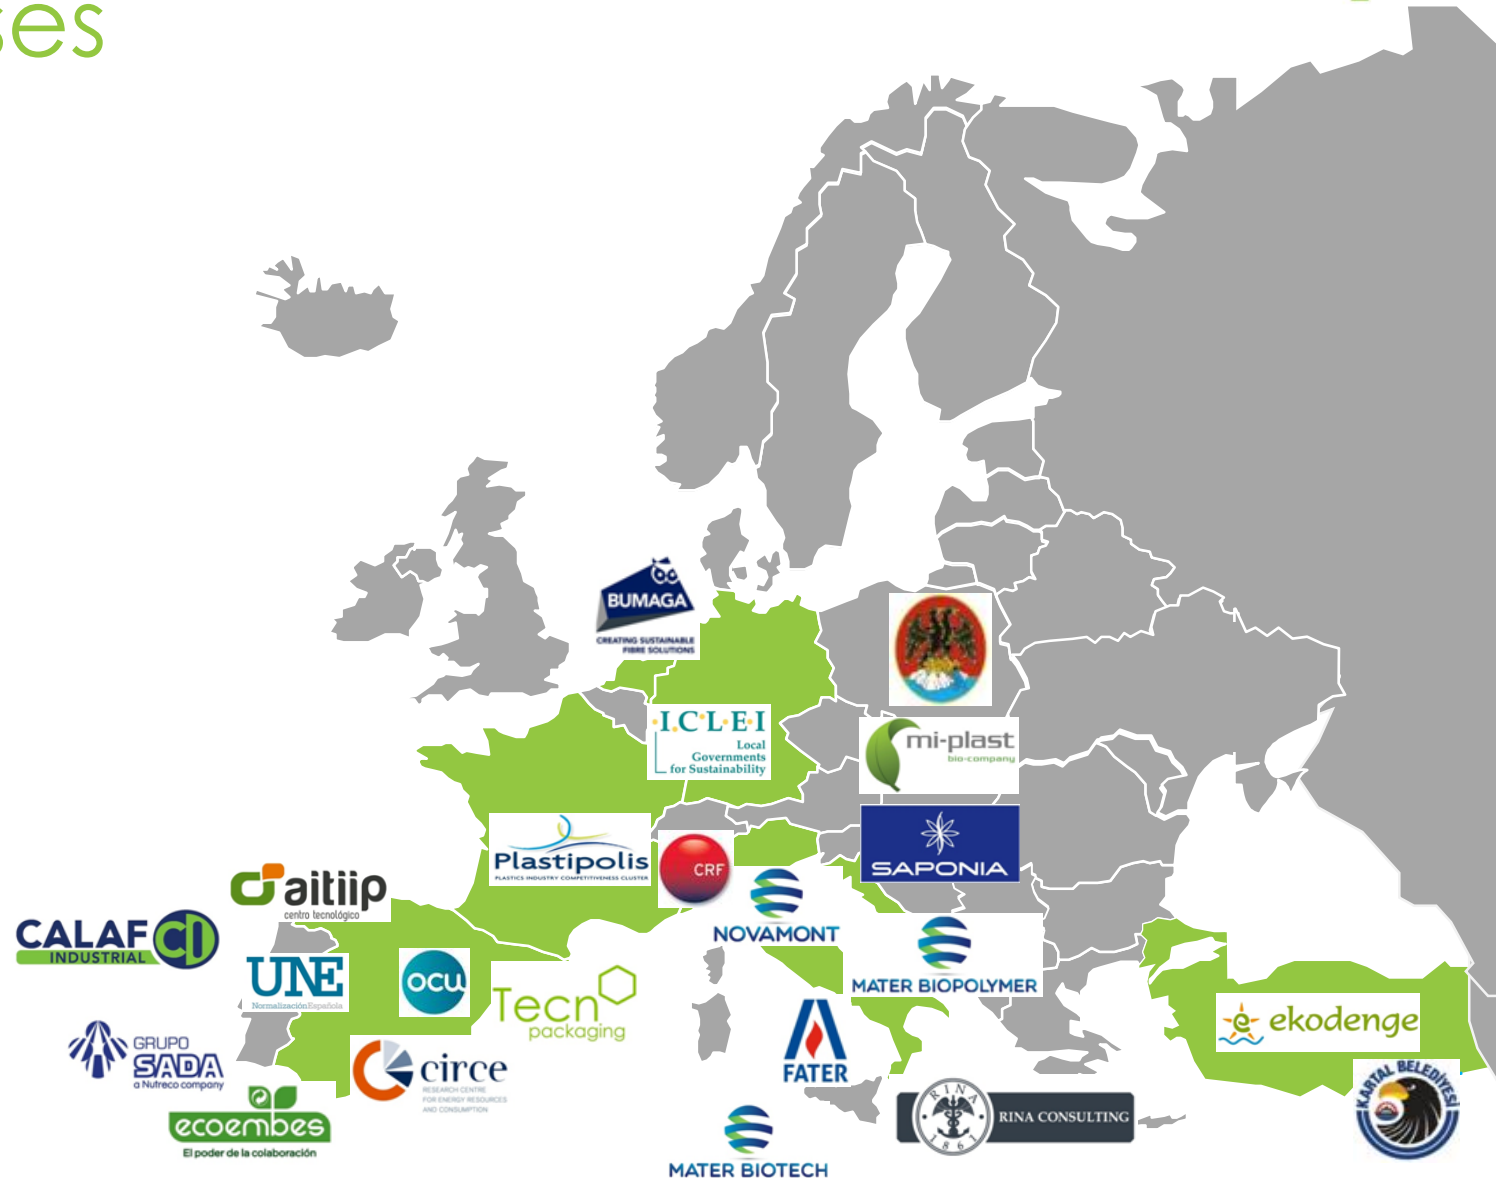 ses
BUMAGA
CREATING SUSTAINABLE
FIBRE SOLUTIONS
I.C.L.E.I
Local
Governments
for Sustainability
mi-plast
bio-company
SAPONIA
Plastipolis
PLASTICS INDUSTRY COMPETITIVENESS CLUSTER
CRF
NOVAMONT
MATER BIOPOLYMER
aitiip
centro tecnológico
CALAF CI
INDUSTRIAL
UNE
Normalización Española
ocu
Tecn
packaging
GRUPO
SADA
a Nutreco company
circe
RESEARCH CENTRE
FOR ENERGY RESOURCES
AND CONSUMPTION
ecoembes
El poder de la colaboración
FATER
MATER BIOTECH
RINA
1861
RINA CONSULTING
ekodenge
KARTAL BELEDİYESİ